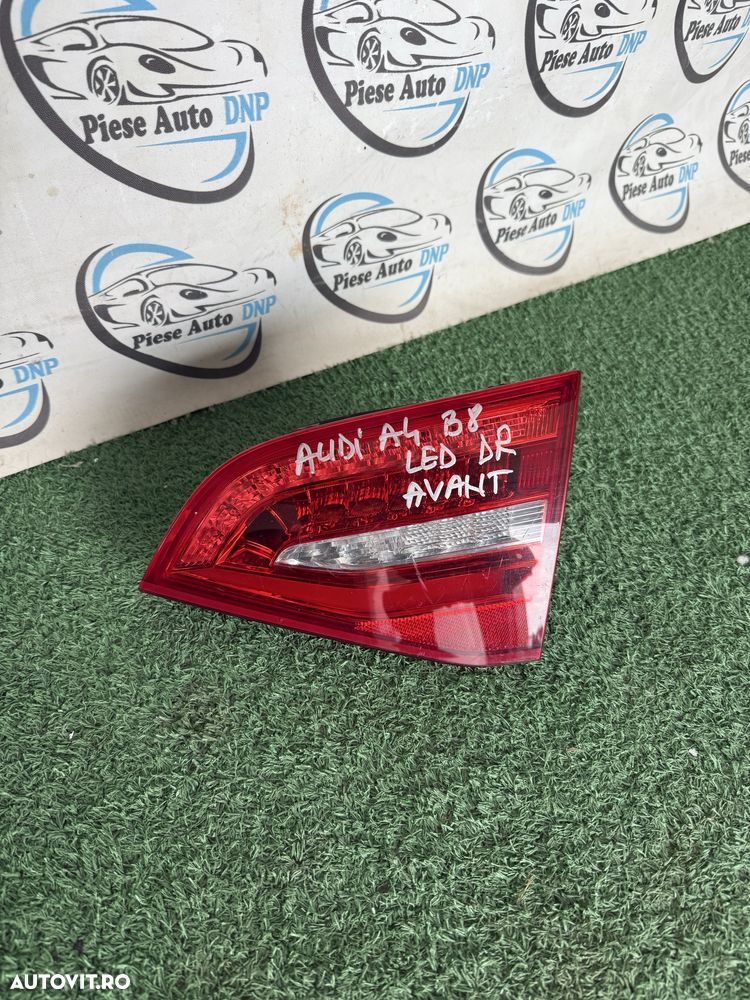 Piese Auto DNP
Piese Auto DNP
Piese Auto DNP
Piese Auto DNP
Piese Auto DNP
Piese Auto DNP
Piese Auto DNP
Piese Auto DNP
DNP
AUDi A4 B8
LED DR
AVANT
AUTOVIT.RO